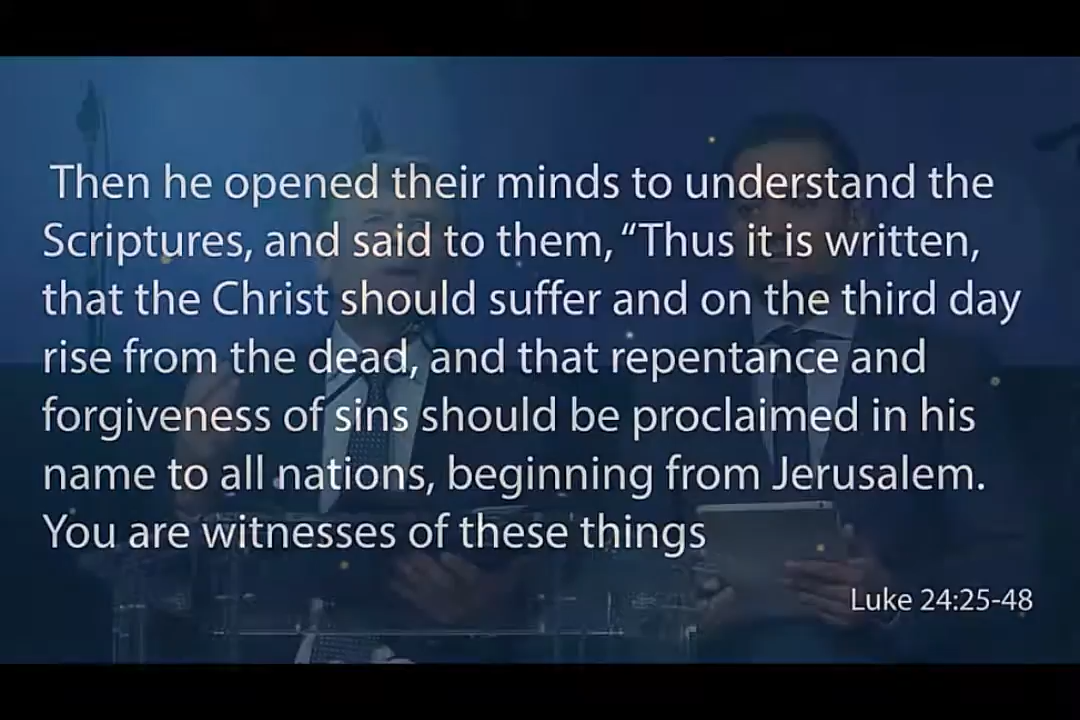 Then he opened their minds to understand the
Scriptures, and said to them, “Thus it is written,
that the Christ should suffer and on the third day
rise from the dead, and that repentance and
forgiveness of sins should be proclaimed in his
name to all nations, beginning from Jerusalem.
You are witnesses of these things
Luke 24:25-48